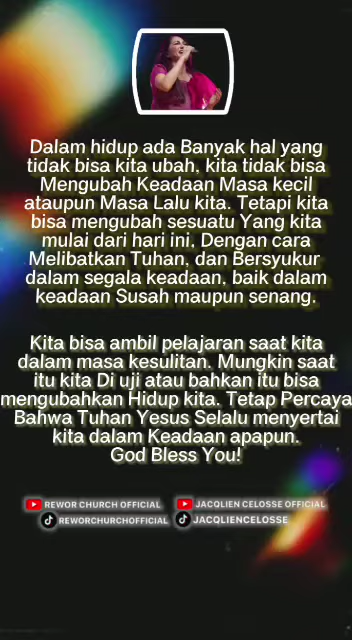 Dalam hidup ada Banyak hal yang
tidak bisa kita ubah, kita tidak bisa
Mengubah Keadaan Masa kecil
ataupun Masa Lalu kita. Tetapi kita
bisa mengubah sesuatu Yang kita
mulai dari hari ini, Dengan cara
Melibatkan Tuhan, dan Bersyukur
dalam segala keadaan, baik dalam
keadaan Susah maupun senang.
Kita bisa ambil pelajaran saat kita
dalam masa kesulitan. Mungkin saat
itu kita Di uji atau bahkan itu bisa
mengubahkan Hidup kita. Tetap Percaya
Bahwa Tuhan Yesus Selalu menyertai
kita dalam Keadaan apapun.
God Bless You!
REWOR CHURCH OFFICIAL JACQLIEN CELOSSE OFFICIAL
REWORCHURCHOFFICIAL JACQLIENCELOSSE